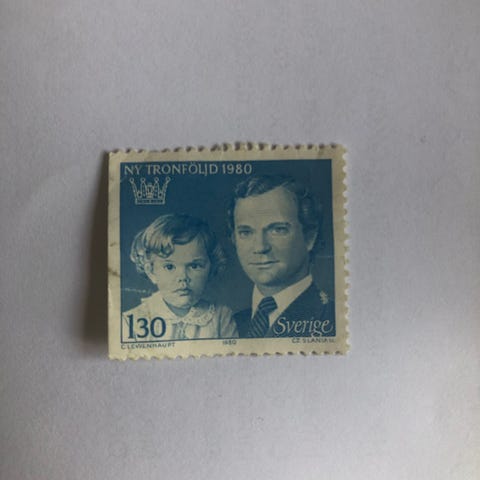 NY TRONFÖLJD 1980
130
Sverige
C LEWENHAUPT 1980 CZ SLANIA SC